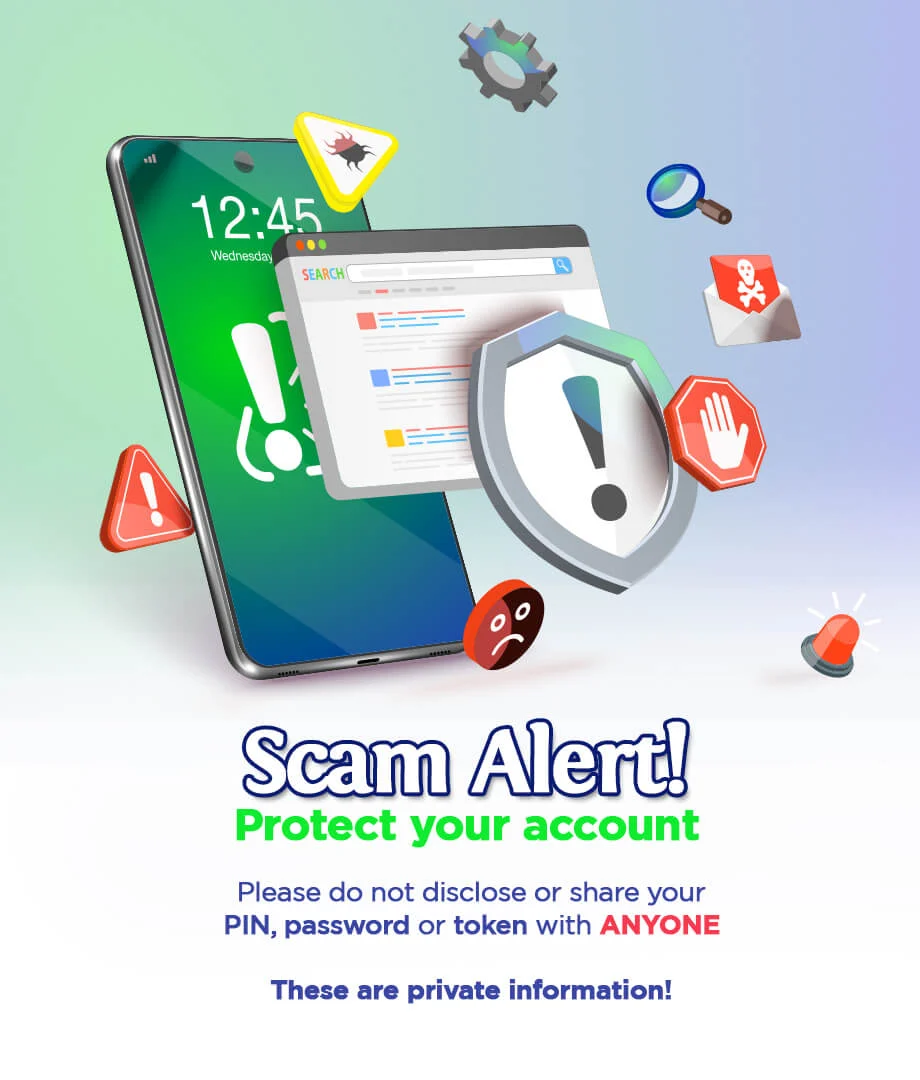 12:45
Wednesday
SEARCH
Scam Alert!
Protect your account
Please do not disclose or share your
PIN, password or token with ANYONE
These are private information!